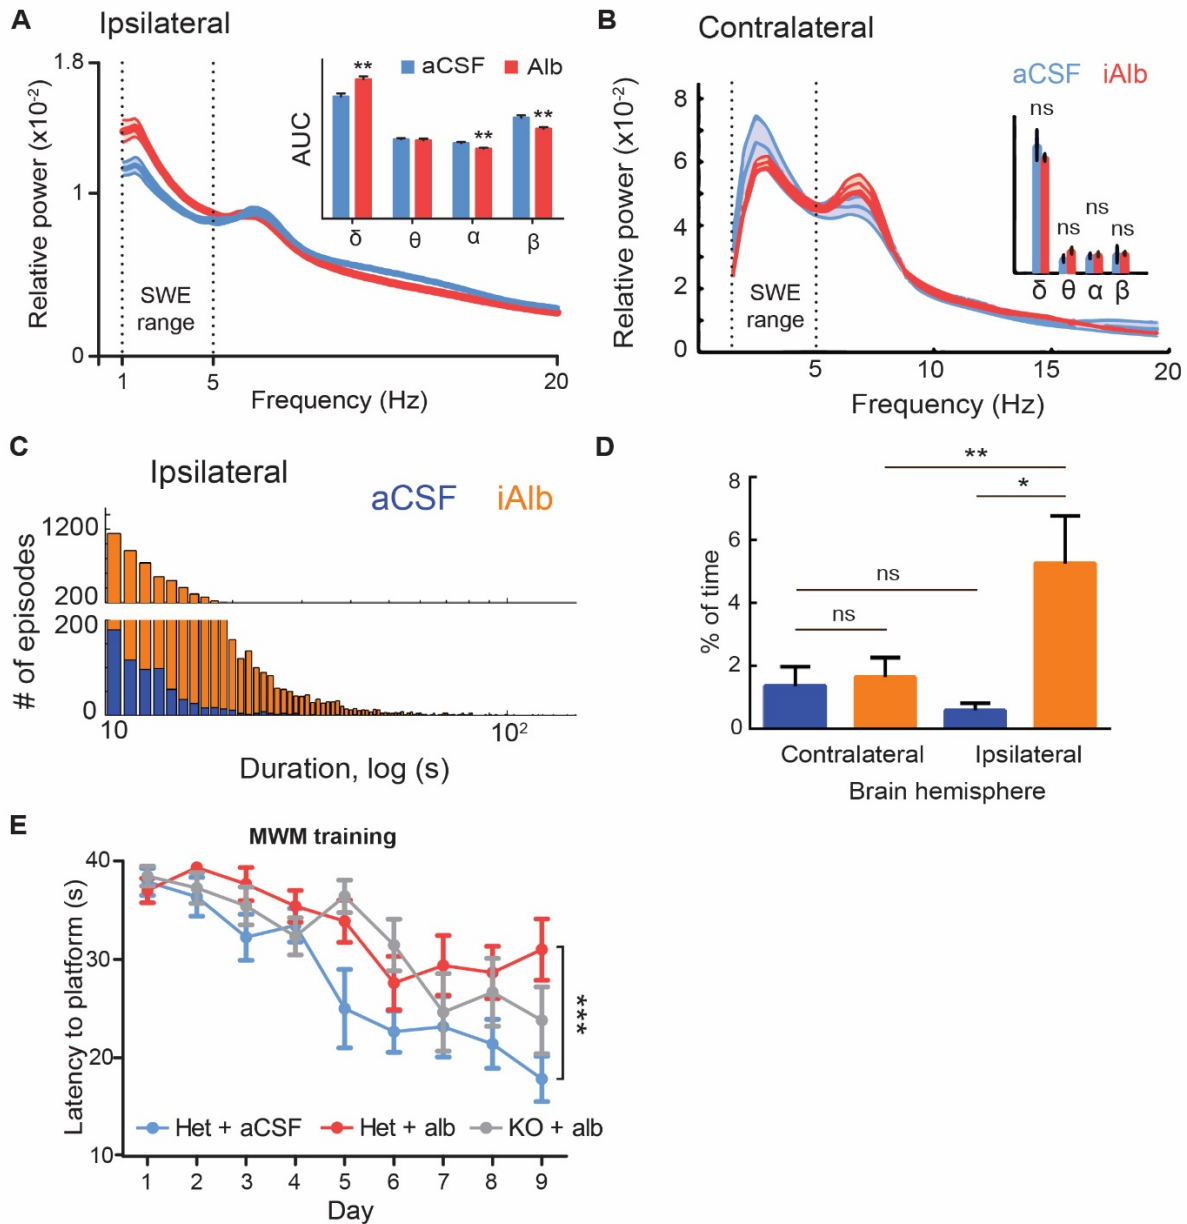 A
Ipsilateral
1.8
1
0
Relative power (x10⁻²)
SWE
range
1
5
20
Frequency (Hz)
aCSF
Alb
AUC
**
**
**
δ
θ
α
β
B
Contralateral
8
6
4
2
0
Relative power (x10⁻²)
SWE
range
5
10
15
20
Frequency (Hz)
aCSF iAlb
ns
ns
ns
ns
δ θ α β
C
Ipsilateral
aCSF iAlb
# of episodes
1200
200
200
0
10
10²
Duration, log (s)
D
**
*
ns
ns
% of time
8
6
4
2
0
Contralateral
Ipsilateral
Brain hemisphere
E
MWM training
Latency to platform (s)
40
30
20
10
***
Het + aCSF
Het + alb
KO + alb
1 2 3 4 5 6 7 8 9
Day